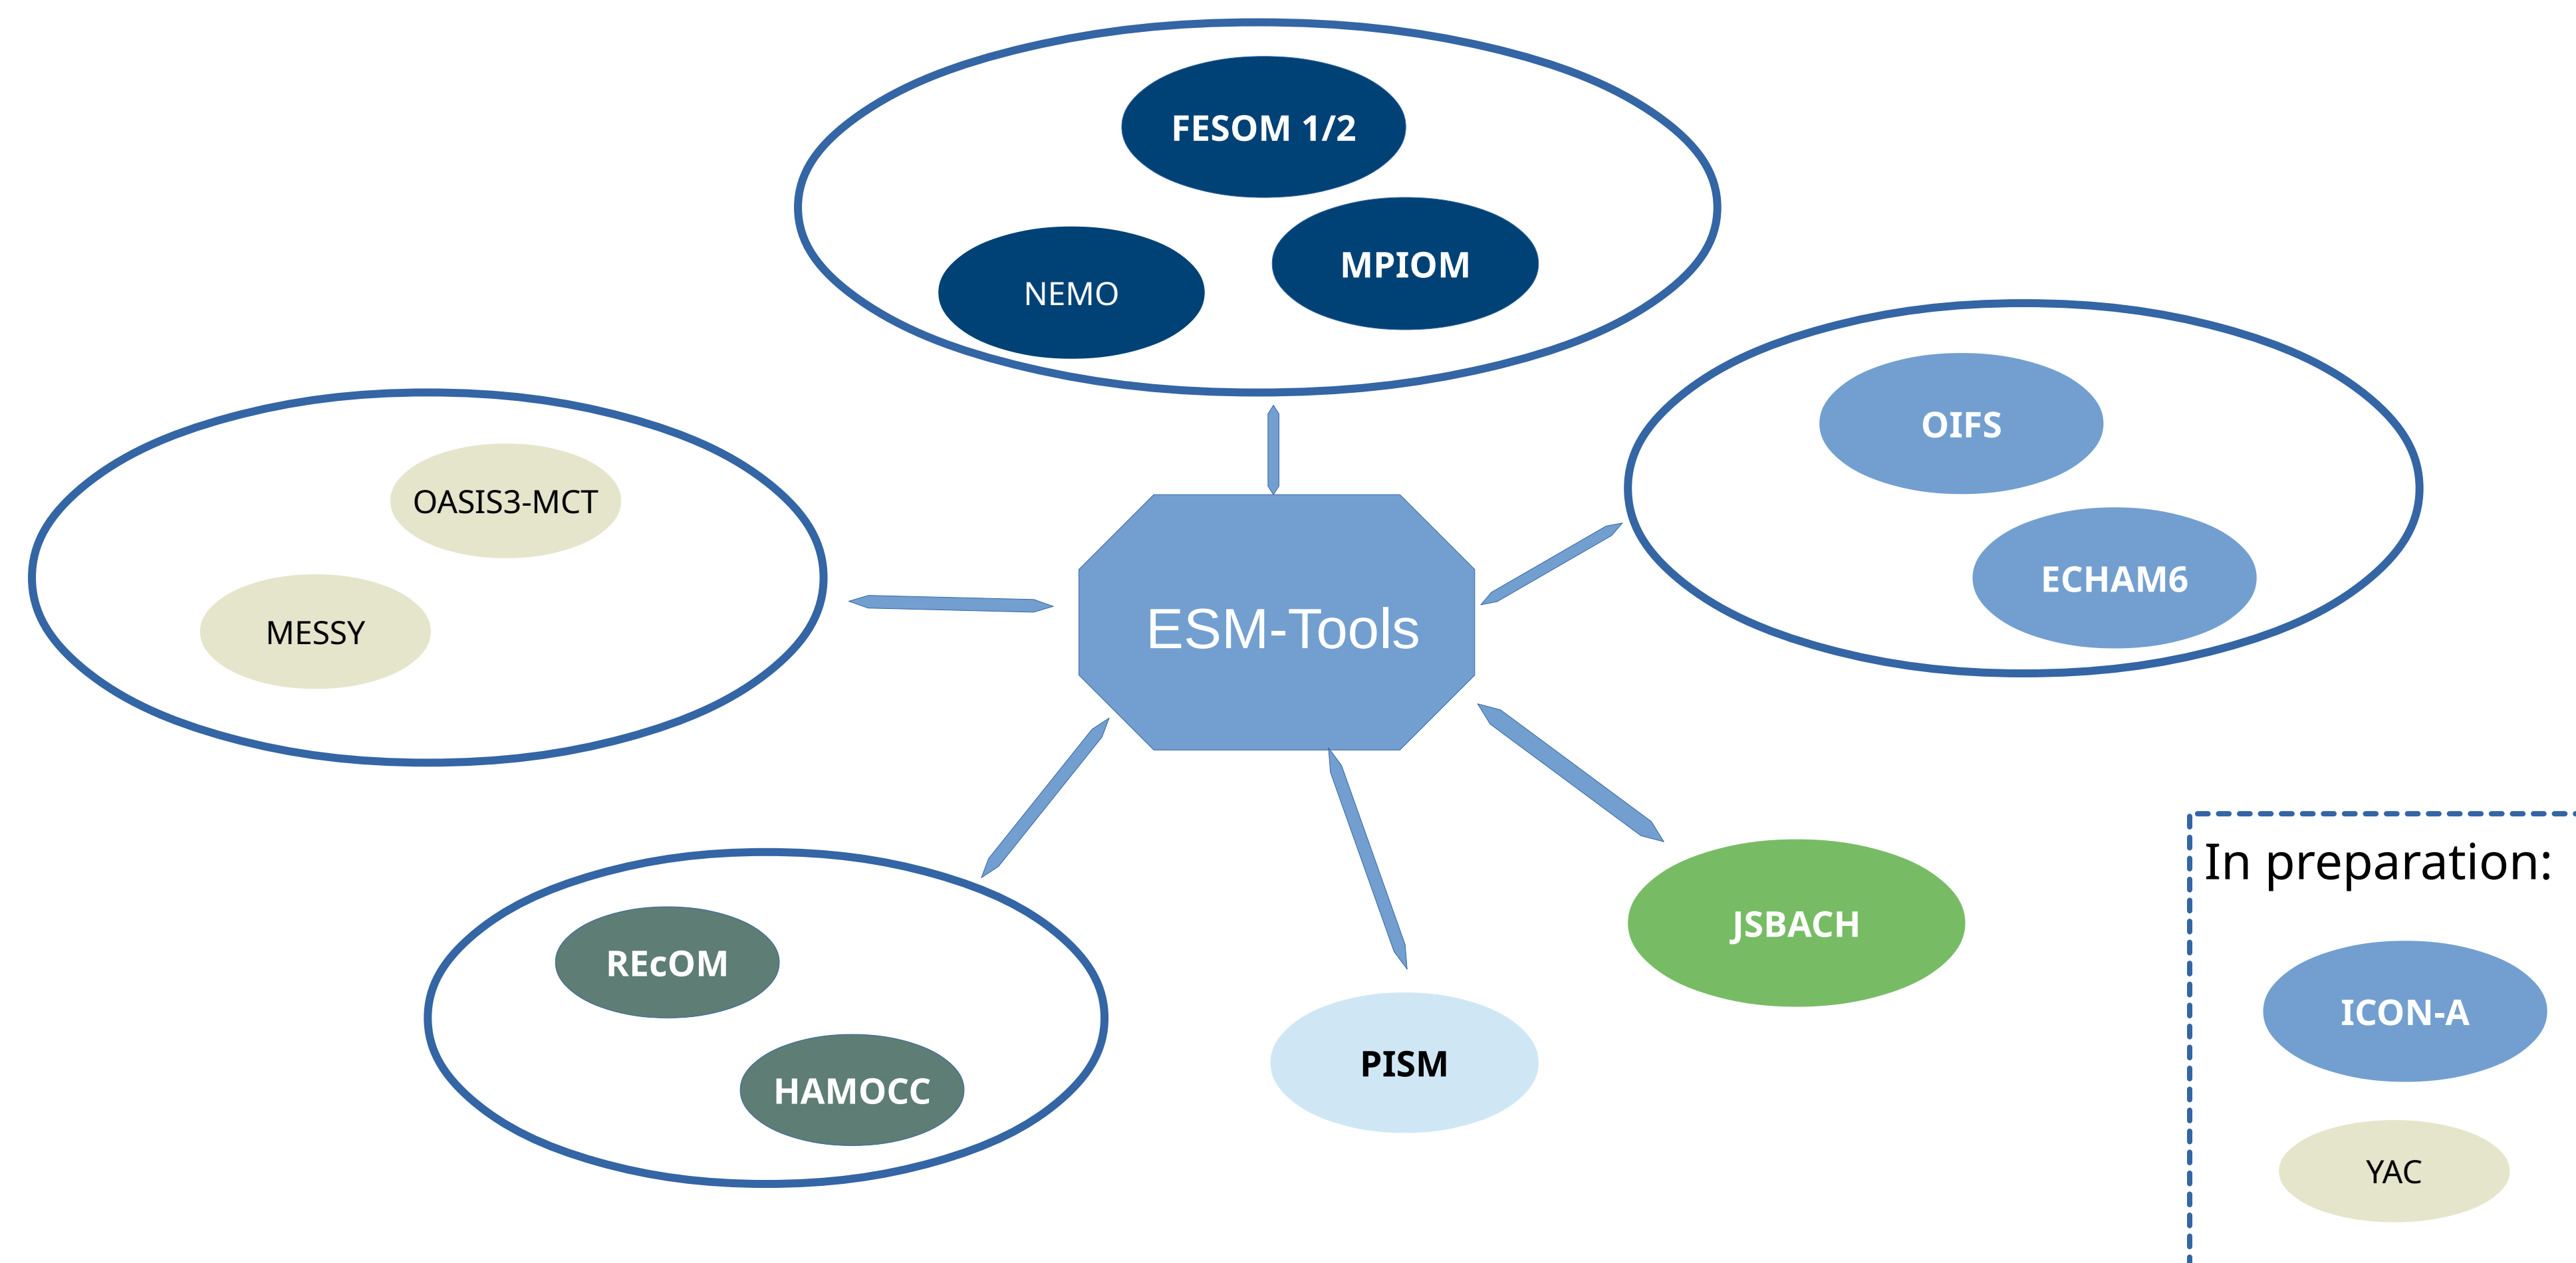 FESOM 1/2
MPIOM
NEMO
OIFS
ECHAM6
OASIS3-MCT
MESSY
ESM-Tools
JSBACH
PISM
REcOM
HAMOCC
In preparation:
ICON-A
YAC